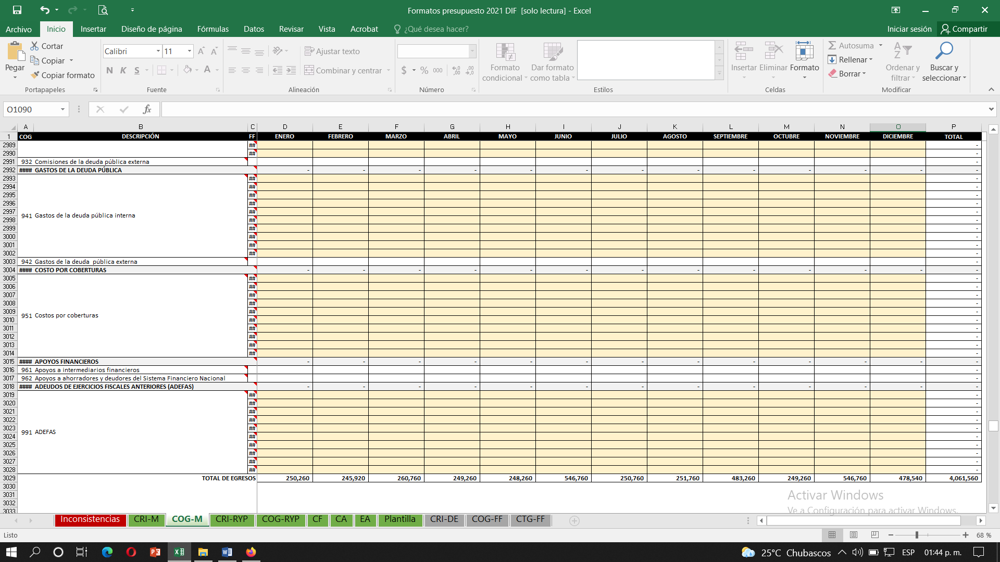 Formatos presupuesto 2021 DIF [solo lectura] - Excel
Archivo Inicio Insertar Diseño de página Fórmulas Datos Revisar Vista Acrobat ¿Qué desea hacer? Iniciar sesión Compartir
Pegar
Cortar
Copiar
Copiar formato
Portapapeles
Calibri 11
N K S A
Fuente
Ajustar texto
Combinar y centrar
Alineación
$ % 000
Número
Formato condicional
Dar formato como tabla
Estilos
Insertar Eliminar Formato
Celdas
Autosuma
Rellenar
Borrar
Ordenar y filtrar
Buscar y seleccionar
Modificar
O1090 fx
A B C D E F G H I J K L M N O P
1 COG DESCRIPCIÓN FF ENERO FEBRERO MARZO ABRIL MAYO JUNIO JULIO AGOSTO SEPTIEMBRE OCTUBRE NOVIEMBRE DICIEMBRE TOTAL
2989 ## -
2990 ## -
2991 932 Comisiones de la deuda pública externa -
2992 #### GASTOS DE LA DEUDA PÚBLICA - - - - - - - - - - - - -
2993 ## -
2994 ## -
2995 ## -
2996 ## -
2997 ## -
941 Gastos de la deuda pública interna
2998 ## -
2999 ## -
3000 ## -
3001 ## -
3002 ## -
3003 942 Gastos de la deuda  pública externa -
3004 #### COSTO POR COBERTURAS - - - - - - - - - - - - -
3005 ## -
3006 ## -
3007 ## -
3008 ## -
3009 ## -
951 Costos por coberturas
3010 ## -
3011 ## -
3012 ## -
3013 ## -
3014 ## -
3015 #### APOYOS FINANCIEROS - - - - - - - - - - - - -
3016 961 Apoyos a intermediarios financieros -
3017 962 Apoyos a ahorradores y deudores del Sistema Financiero Nacional -
3018 #### ADEUDOS DE EJERCICIOS FISCALES ANTERIORES (ADEFAS) - - - - - - - - - - - - -
3019 ## -
3020 ## -
3021 ## -
3022 ## -
3023 ## -
991 ADEFAS
3024 ## -
3025 ## -
3026 ## -
3027 ## -
3028 ## -
3029 TOTAL DE EGRESOS 250,260 245,920 260,760 249,260 248,260 546,760 250,760 251,760 483,260 249,260 546,760 478,540 4,061,560
3030
3031
3032
3033
Activar Windows
Ve a Configuración para activar Windows.
Inconsistencias CRI-M COG-M CRI-RYP COG-RYP CF CA EA Plantilla CRI-DE COG-FF CTG-FF
Listo 68 %
25°C Chubascos ESP 01:44 p. m.